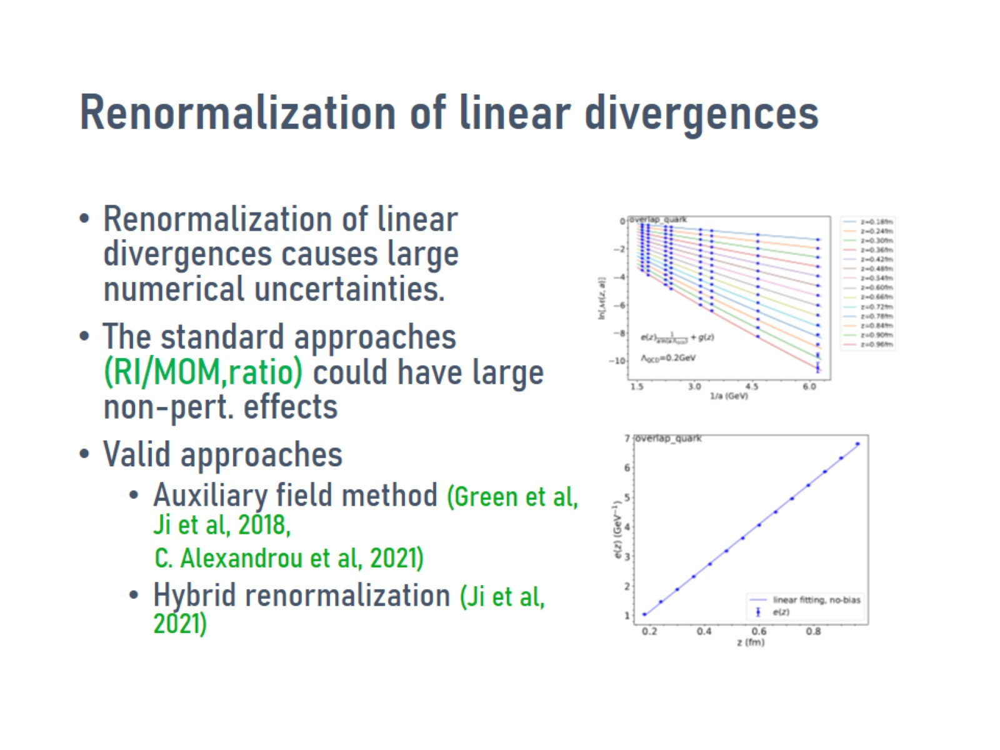 Renormalization of linear divergences
• Renormalization of linear
divergences causes large
numerical uncertainties.
• The standard approaches
(RI/MOM,ratio) could have large
non-pert. effects
• Valid approaches
• Auxiliary field method (Green et al,
Ji et al, 2018,
C. Alexandrou et al, 2021)
• Hybrid renormalization (Ji et al,
2021)
overlap_quark
0
−2
−4
−6
−8
−10
ln[ℳ(z, a)]
e(z) 1/(a ln(a Λ_QCD)) + g(z)
Λ_QCD=0.2GeV
1.5 3.0 4.5 6.0
1/a (GeV)
z=0.18fm
z=0.24fm
z=0.30fm
z=0.36fm
z=0.42fm
z=0.48fm
z=0.54fm
z=0.60fm
z=0.66fm
z=0.72fm
z=0.78fm
z=0.84fm
z=0.90fm
z=0.96fm
overlap_quark
7
6
5
4
3
2
1
e(z) (GeV⁻¹)
linear fitting, no-bias
e(z)
0.2 0.4 0.6 0.8
z (fm)